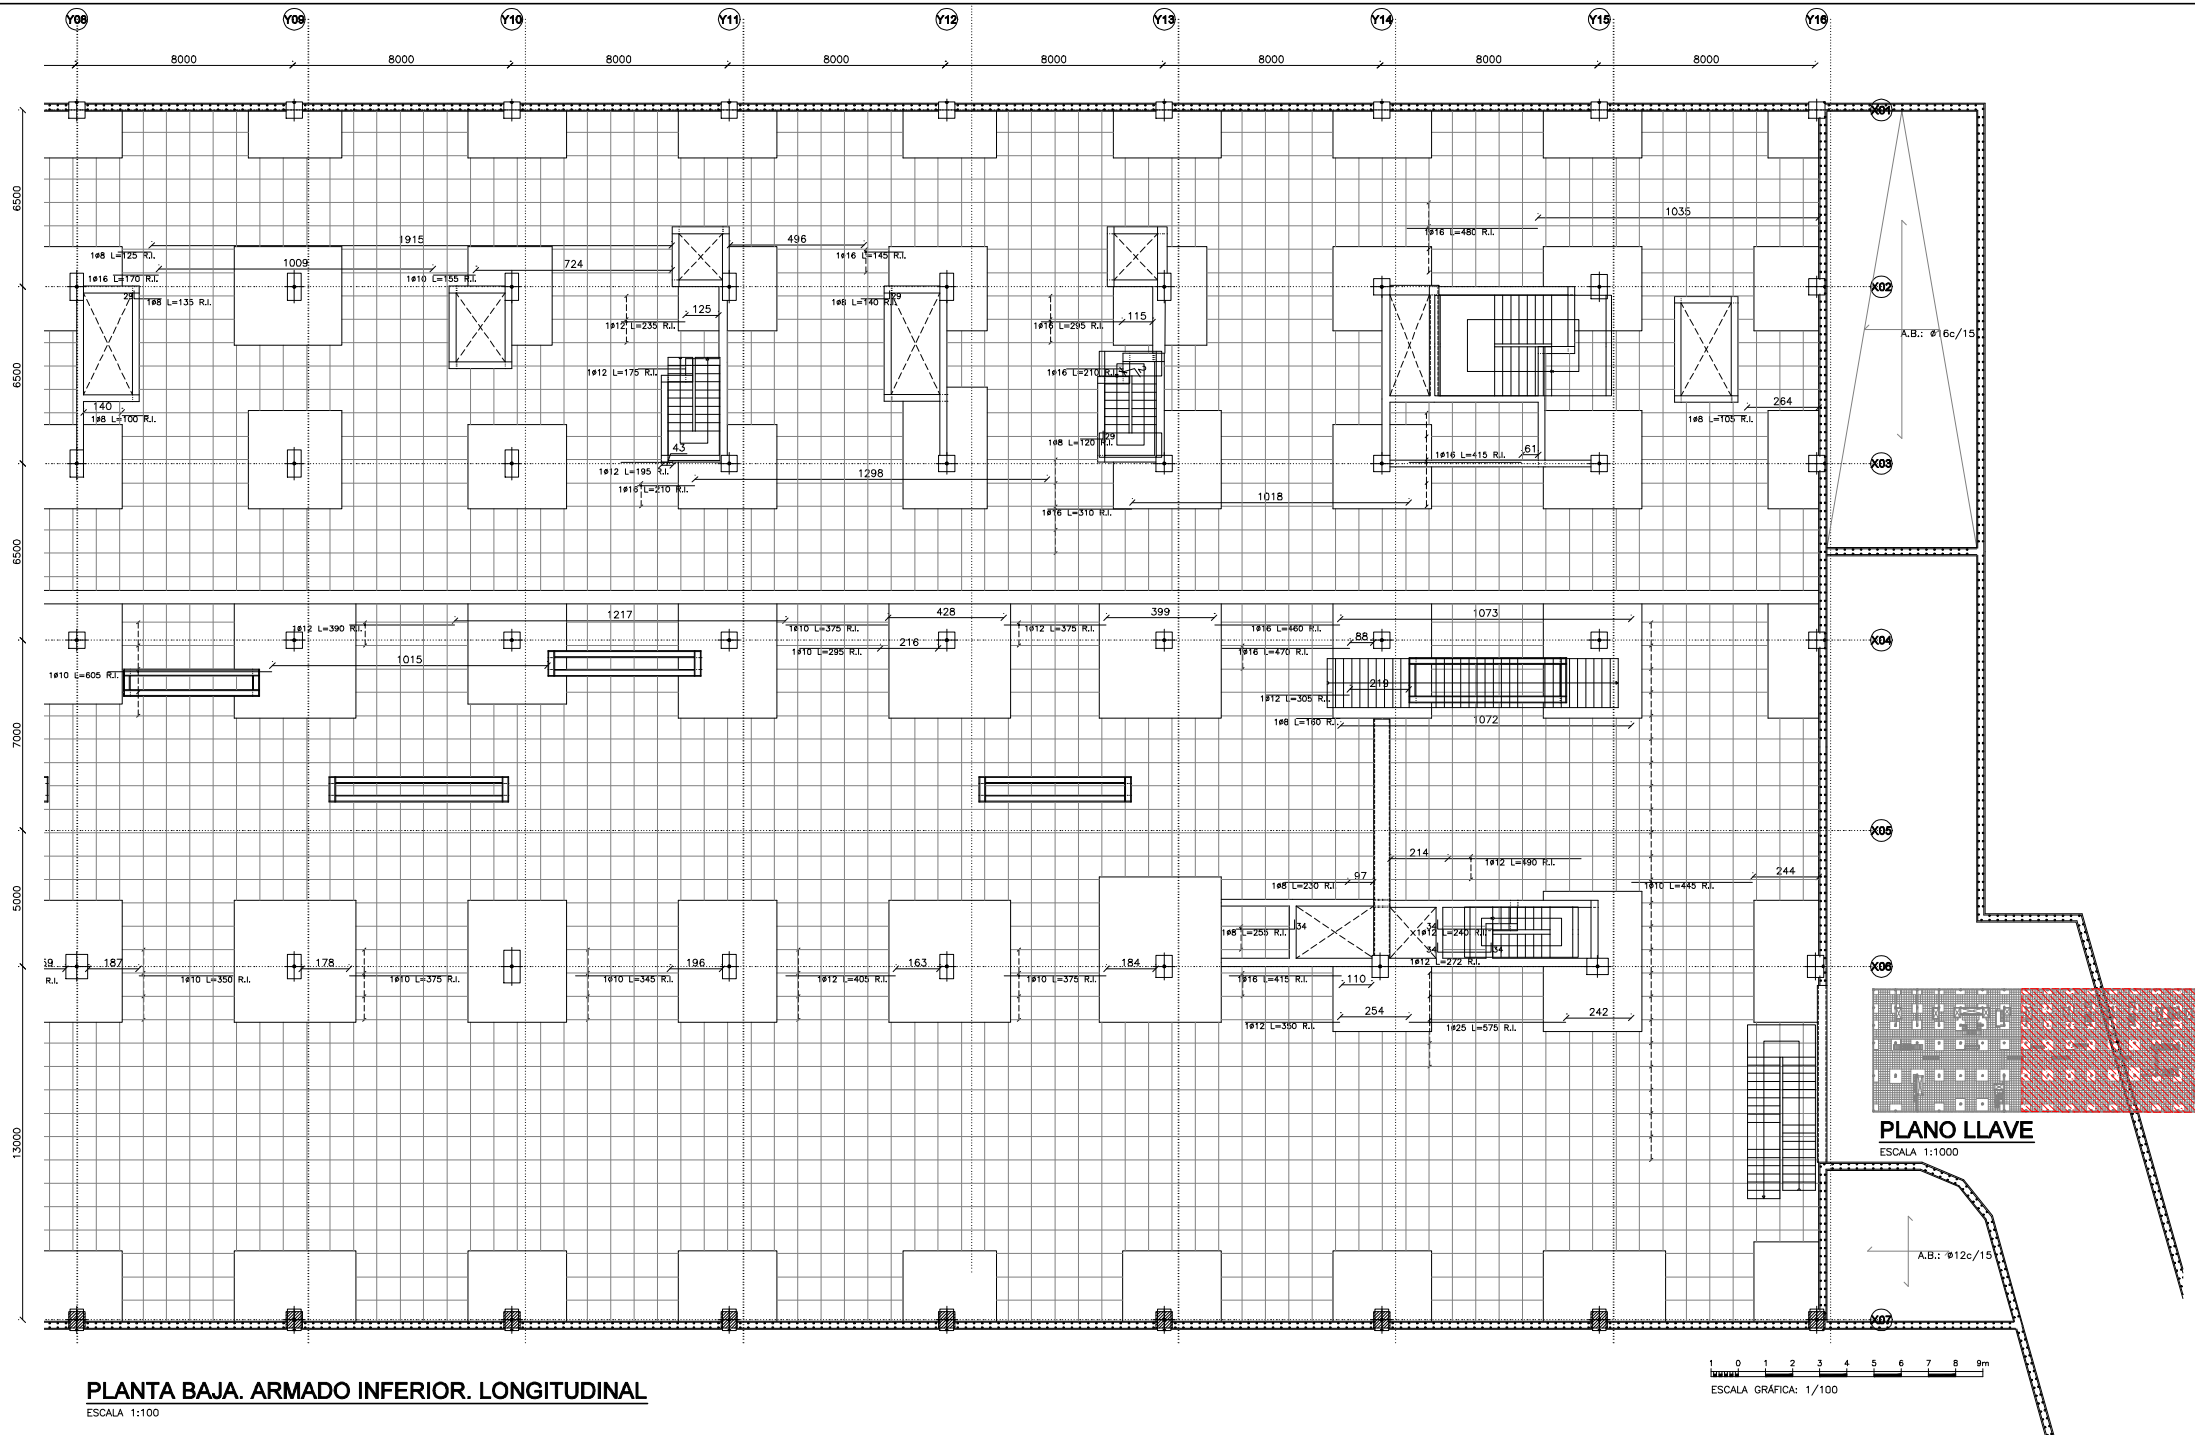 Y08 Y09 Y10 Y11 Y12 Y13 Y14 Y15 Y16
8000 8000 8000 8000 8000 8000 8000 8000
X01
6500
1035
1ø16 L=480 R.I.
1915 496
1ø8 L=125 R.I. 1ø16 L=145 R.I.
1009 724
1ø16 L=170 R.I. 1ø10 L=155 R.I.
X02
29 1ø8 L=135 R.I. 1ø8 L=140 R.I. 29
125 115
1ø12 L=235 R.I. 1ø16 L=295 R.I.
A.B.: ø16c/15
6500
1ø12 L=175 R.I. 1ø16 L=210 R.I.
140 264
1ø8 L=100 R.I. 1ø8 L=105 R.I.
29
43 1ø8 L=120 R.I. 61
1ø16 L=415 R.I.
X03
1ø12 L=195 R.I.
1298
1ø16 L=210 R.I.
1018
1ø16 L=310 R.I.
6500
1217 428 399 1073
1ø12 L=390 R.I. 1ø10 L=375 R.I. 1ø12 L=375 R.I. 1ø16 L=460 R.I.
88
X04
216
1ø10 L=295 R.I. 1ø16 L=470 R.I.
1015
1ø10 L=605 R.I.
219
1ø12 L=305 R.I.
1ø8 L=160 R.I. 1072
7000
X05
214 1ø12 L=490 R.I.
97 244
1ø8 L=230 R.I. 1ø10 L=445 R.I.
5000
34 34
1ø8 L=255 R.I. 1ø12 L=240 R.I.
34 34
187 178 196 163 184 1ø12 L=272 R.I.
X06
R.I. 1ø10 L=350 R.I. 1ø10 L=375 R.I. 1ø10 L=345 R.I. 1ø12 L=405 R.I. 1ø10 L=375 R.I. 1ø16 L=415 R.I. 110
254 242
1ø12 L=350 R.I. 1ø25 L=575 R.I.
13000
PLANO LLAVE
ESCALA 1:1000
A.B.: ø12c/15
X07
1 0 1 2 3 4 5 6 7 8 9m
ESCALA GRÁFICA: 1/100
PLANTA BAJA. ARMADO INFERIOR. LONGITUDINAL
ESCALA 1:100